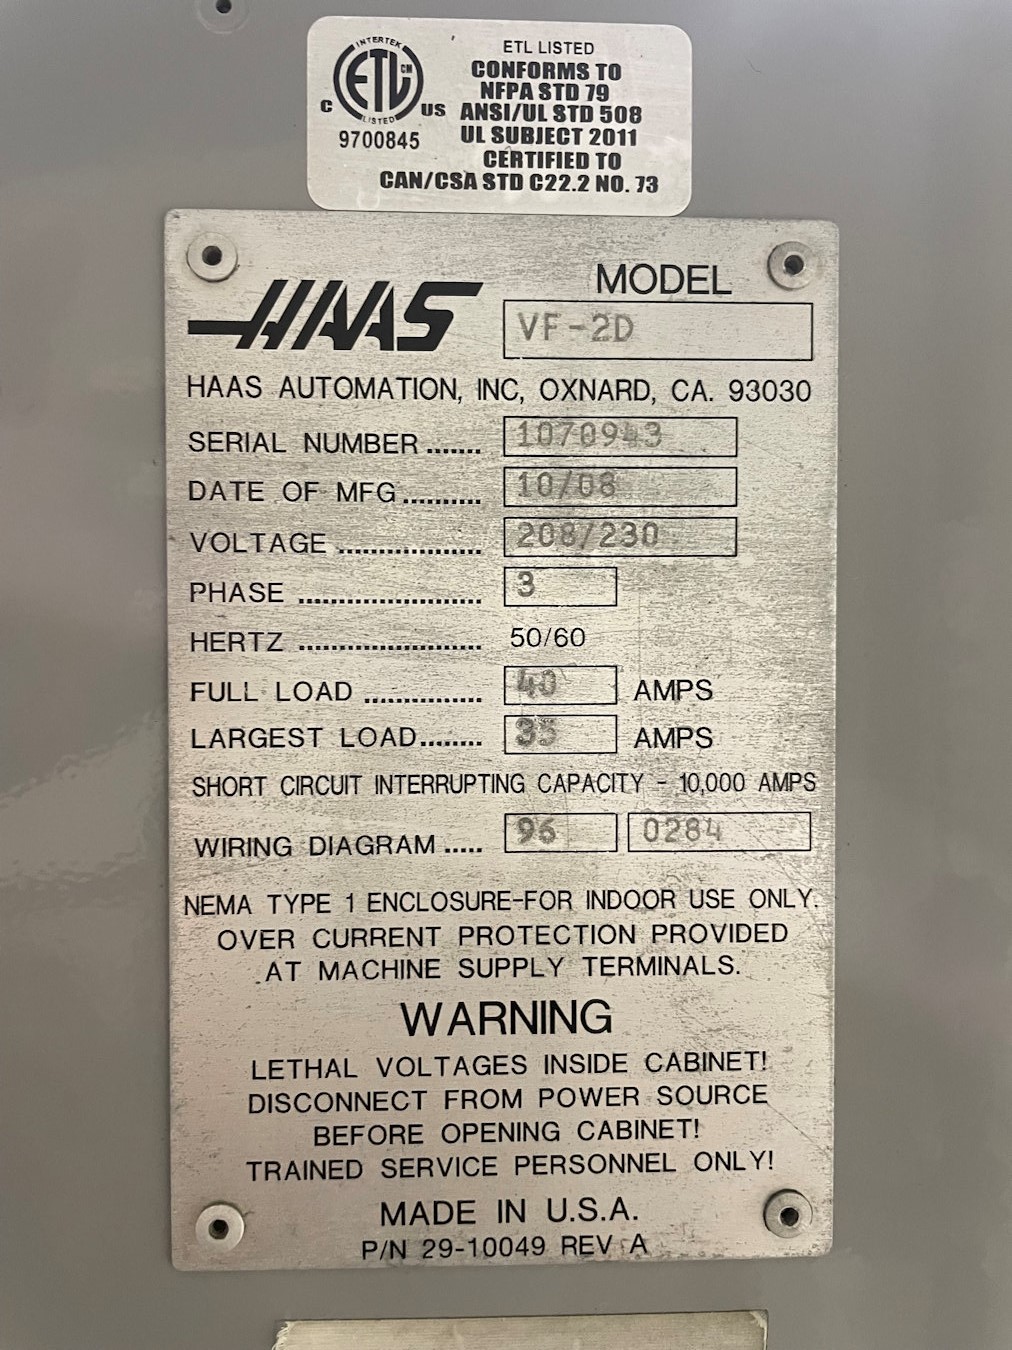 INTERTEK
ETL CM
LISTED
C US
9700845
ETL LISTED
CONFORMS TO
NFPA STD 79
ANSI/UL STD 508
UL SUBJECT 2011
CERTIFIED TO
CAN/CSA STD C22.2 NO. 73
HAAS
MODEL
VF-2D
HAAS AUTOMATION, INC, OXNARD, CA. 93030
SERIAL NUMBER ....... 1070943
DATE OF MFG .......... 10/08
VOLTAGE .................. 208/230
PHASE ....................... 3
HERTZ ....................... 50/60
FULL LOAD .............. 40 AMPS
LARGEST LOAD ........ 35 AMPS
SHORT CIRCUIT INTERRUPTING CAPACITY - 10,000 AMPS
WIRING DIAGRAM ..... 96 0284
NEMA TYPE 1 ENCLOSURE-FOR INDOOR USE ONLY.
OVER CURRENT PROTECTION PROVIDED
AT MACHINE SUPPLY TERMINALS.
WARNING
LETHAL VOLTAGES INSIDE CABINET!
DISCONNECT FROM POWER SOURCE
BEFORE OPENING CABINET!
TRAINED SERVICE PERSONNEL ONLY!
MADE IN U.S.A.
P/N 29-10049 REV A